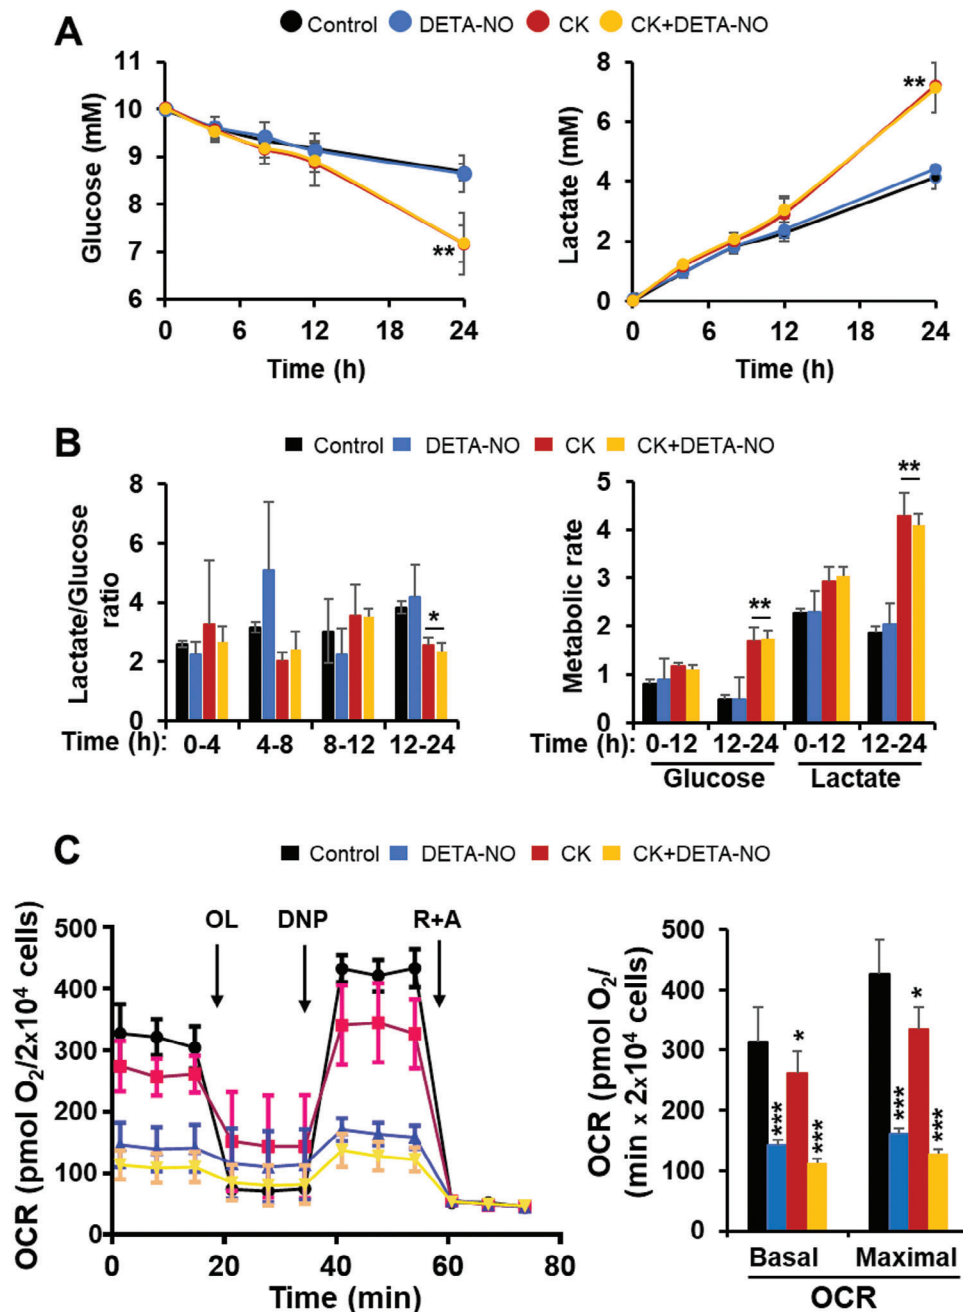 A
Control DETA-NO CK CK+DETA-NO
Glucose (mM)
11
10
9
8
7
6
**
0 6 12 18 24
Time (h)
Lactate (mM)
8
6
4
2
0
**
0 6 12 18 24
Time (h)
B
Control DETA-NO CK CK+DETA-NO
Lactate/Glucose
ratio
8
6
4
2
0
*
Time (h): 0-4 4-8 8-12 12-24
Metabolic rate
5
4
3
2
1
0
**
**
Time (h): 0-12 12-24 0-12 12-24
Glucose Lactate
C
Control DETA-NO CK CK+DETA-NO
OCR (pmol O₂/2x10⁴ cells)
500
400
300
200
100
0
OL DNP R+A
0 20 40 60 80
Time (min)
OCR (pmol O₂/
(min x 2x10⁴ cells)
500
400
300
200
100
0
*** * *** *** * ***
Basal Maximal
OCR